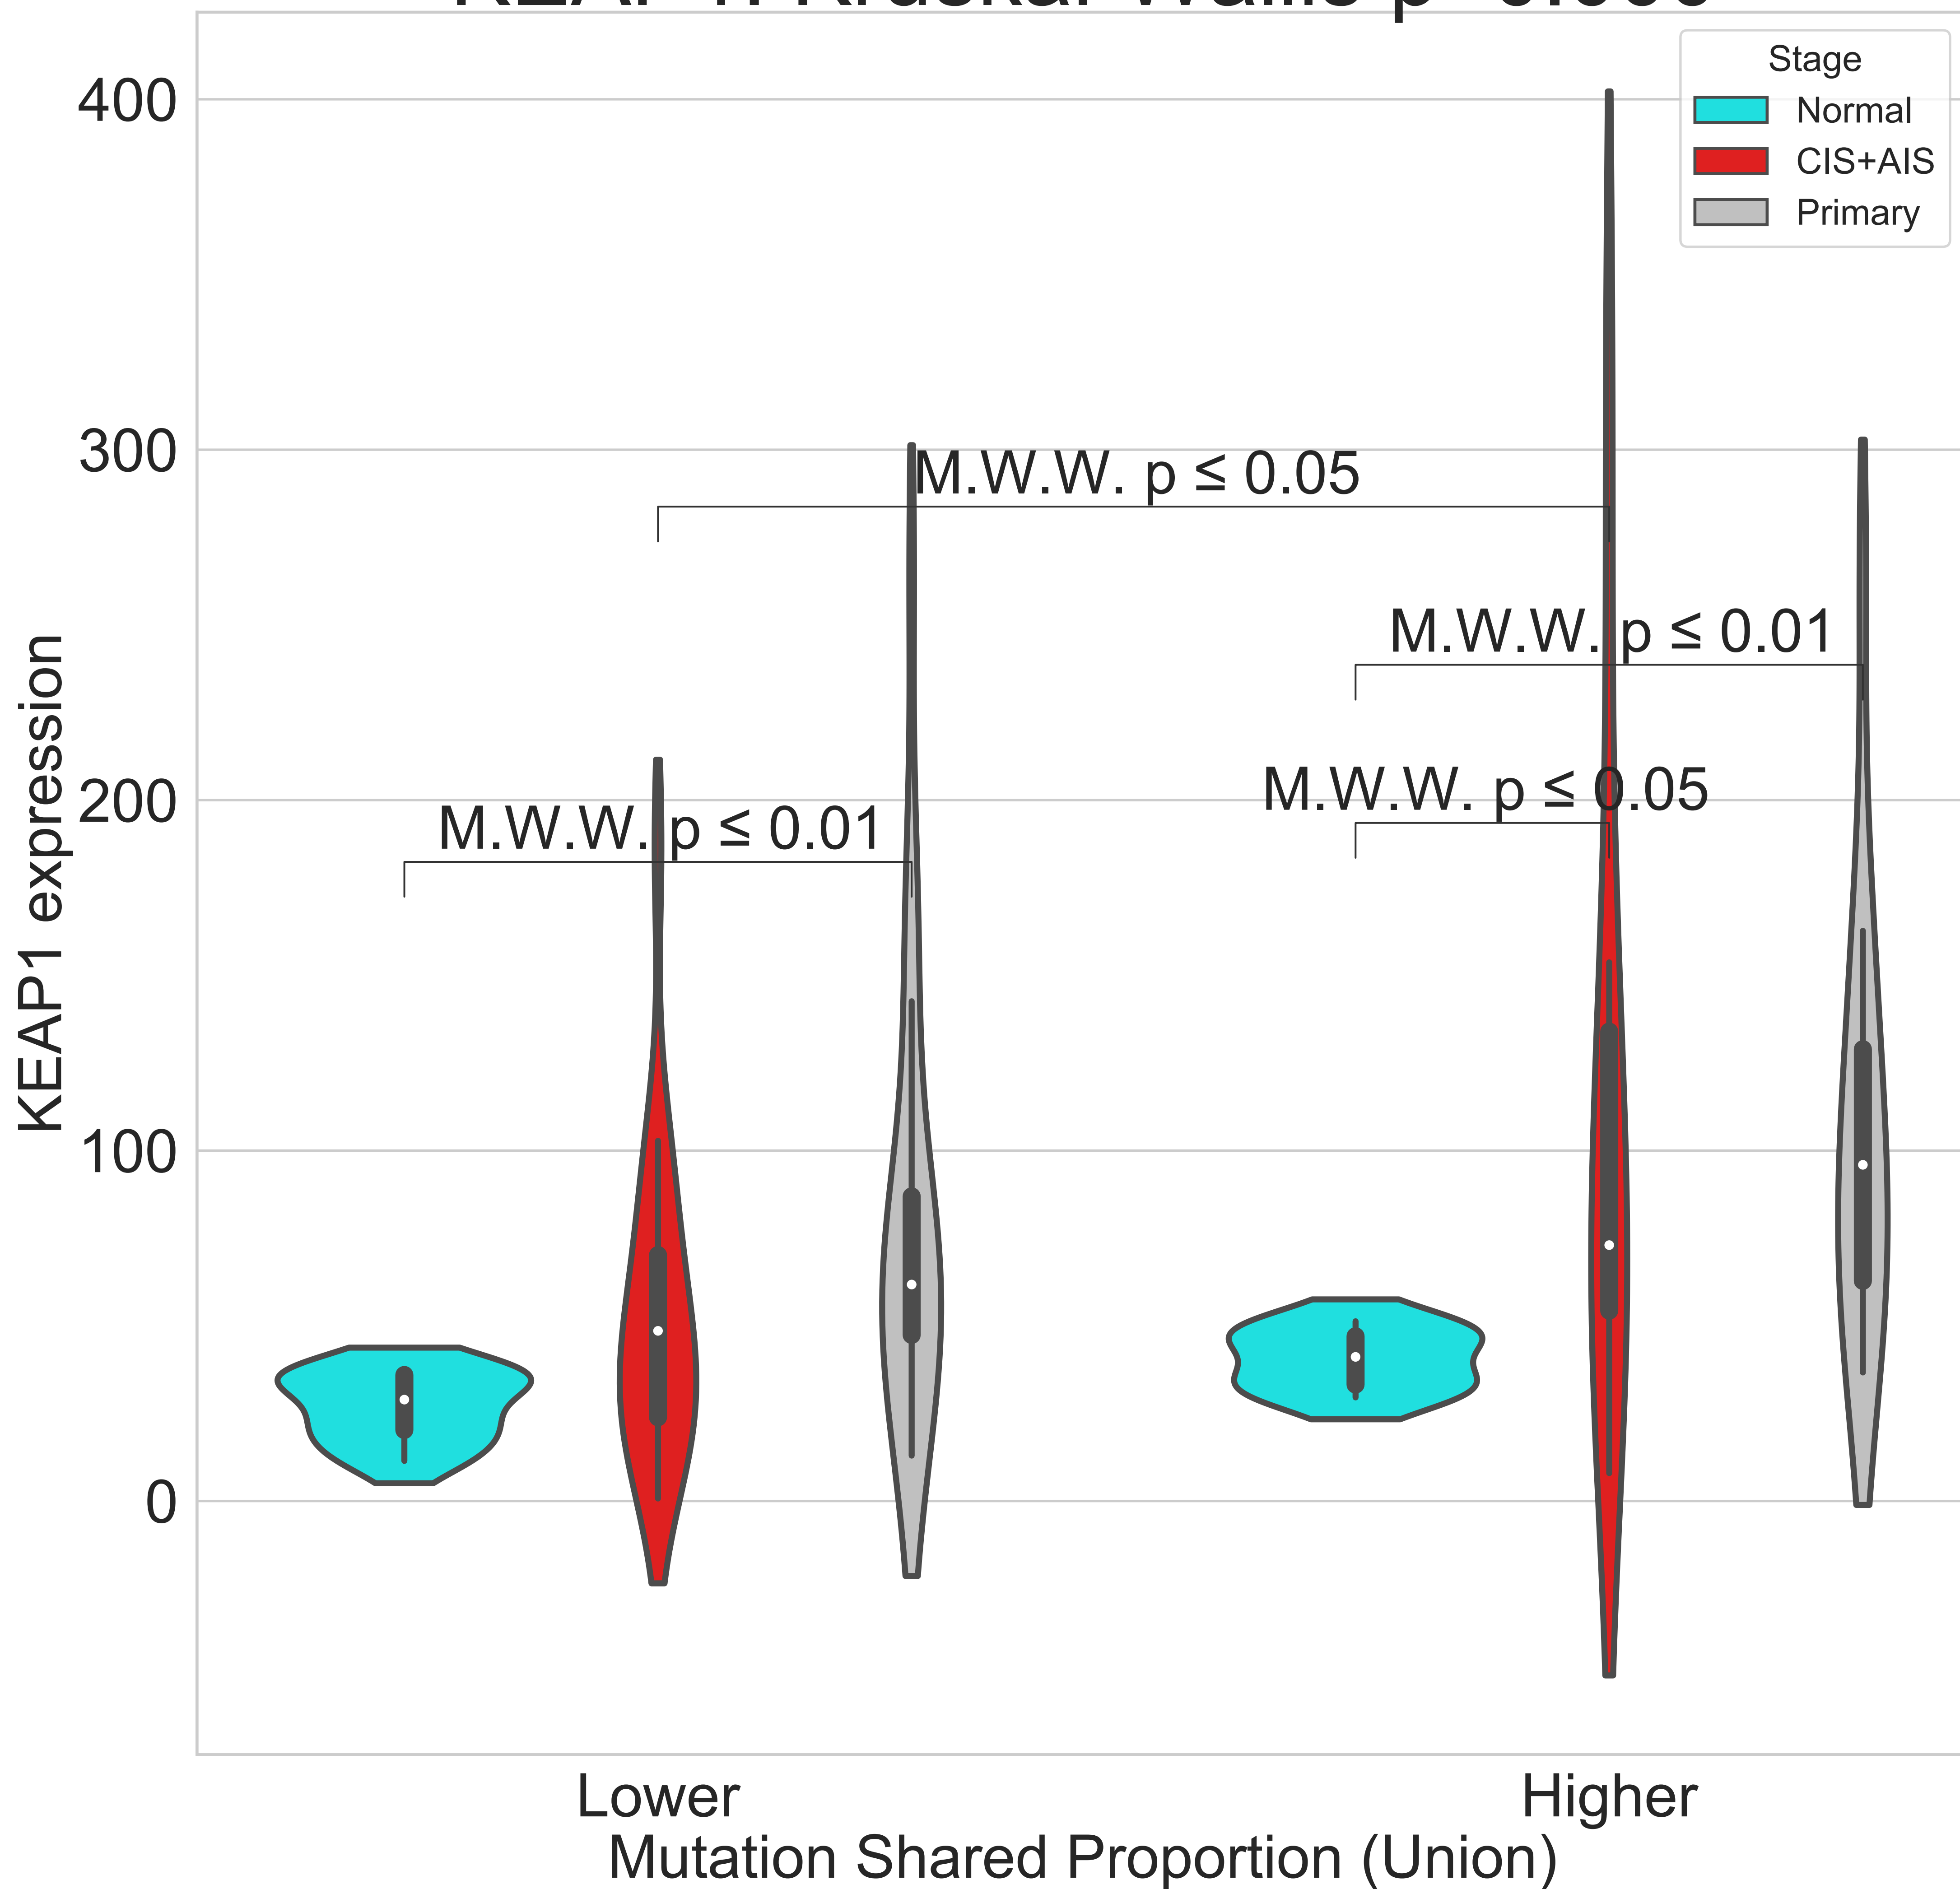 Stage
Normal
CIS+AIS
Primary
400
300
200
100
0
KEAP1 expression
M.W.W. p ≤ 0.05
M.W.W. p ≤ 0.01
M.W.W. p ≤ 0.05
M.W.W. p ≤ 0.01
Lower
Higher
Mutation Shared Proportion (Union)